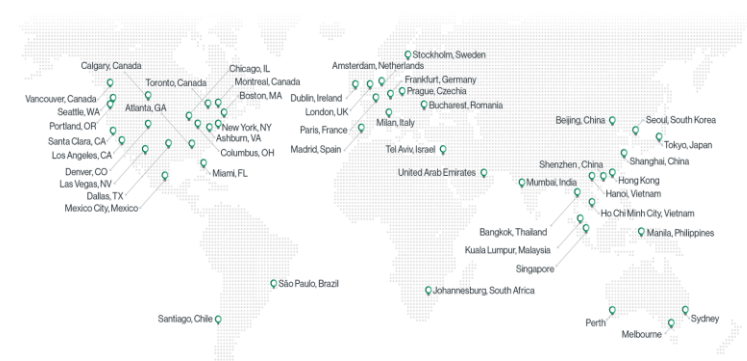 Stockholm, Sweden
Calgary, Canada
Amsterdam, Netherlands
Chicago, IL
Toronto, Canada
Montreal, Canada
Frankfurt, Germany
Prague, Czechia
Vancouver, Canada
Boston, MA
Dublin, Ireland
Bucharest, Romania
Seattle, WA
Atlanta, GA
London, UK
Portland, OR
New York, NY
Paris, France
Milan, Italy
Beijing, China
Seoul, South Korea
Santa Clara, CA
Ashburn, VA
Los Angeles, CA
Columbus, OH
Madrid, Spain
Tel Aviv, Israel
Tokyo, Japan
Shanghai, China
Denver, CO
Miami, FL
United Arab Emirates
Shenzhen , China
Las Vegas, NV
Mumbai, India
Hong Kong
Dallas, TX
Hanoi, Vietnam
Mexico City, Mexico
Ho Chi Minh City, Vietnam
Bangkok, Thailand
Manila, Philippines
Kuala Lumpur, Malaysia
Singapore
São Paulo, Brazil
Johannesburg, South Africa
Santiago, Chile
Perth
Sydney
Melbourne